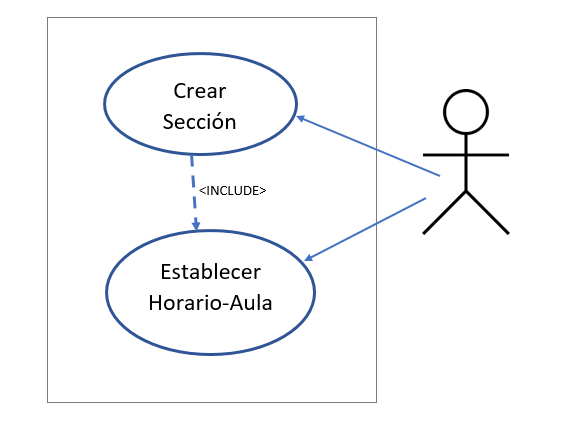 Crear
Sección
<INCLUDE>
Establecer
Horario-Aula